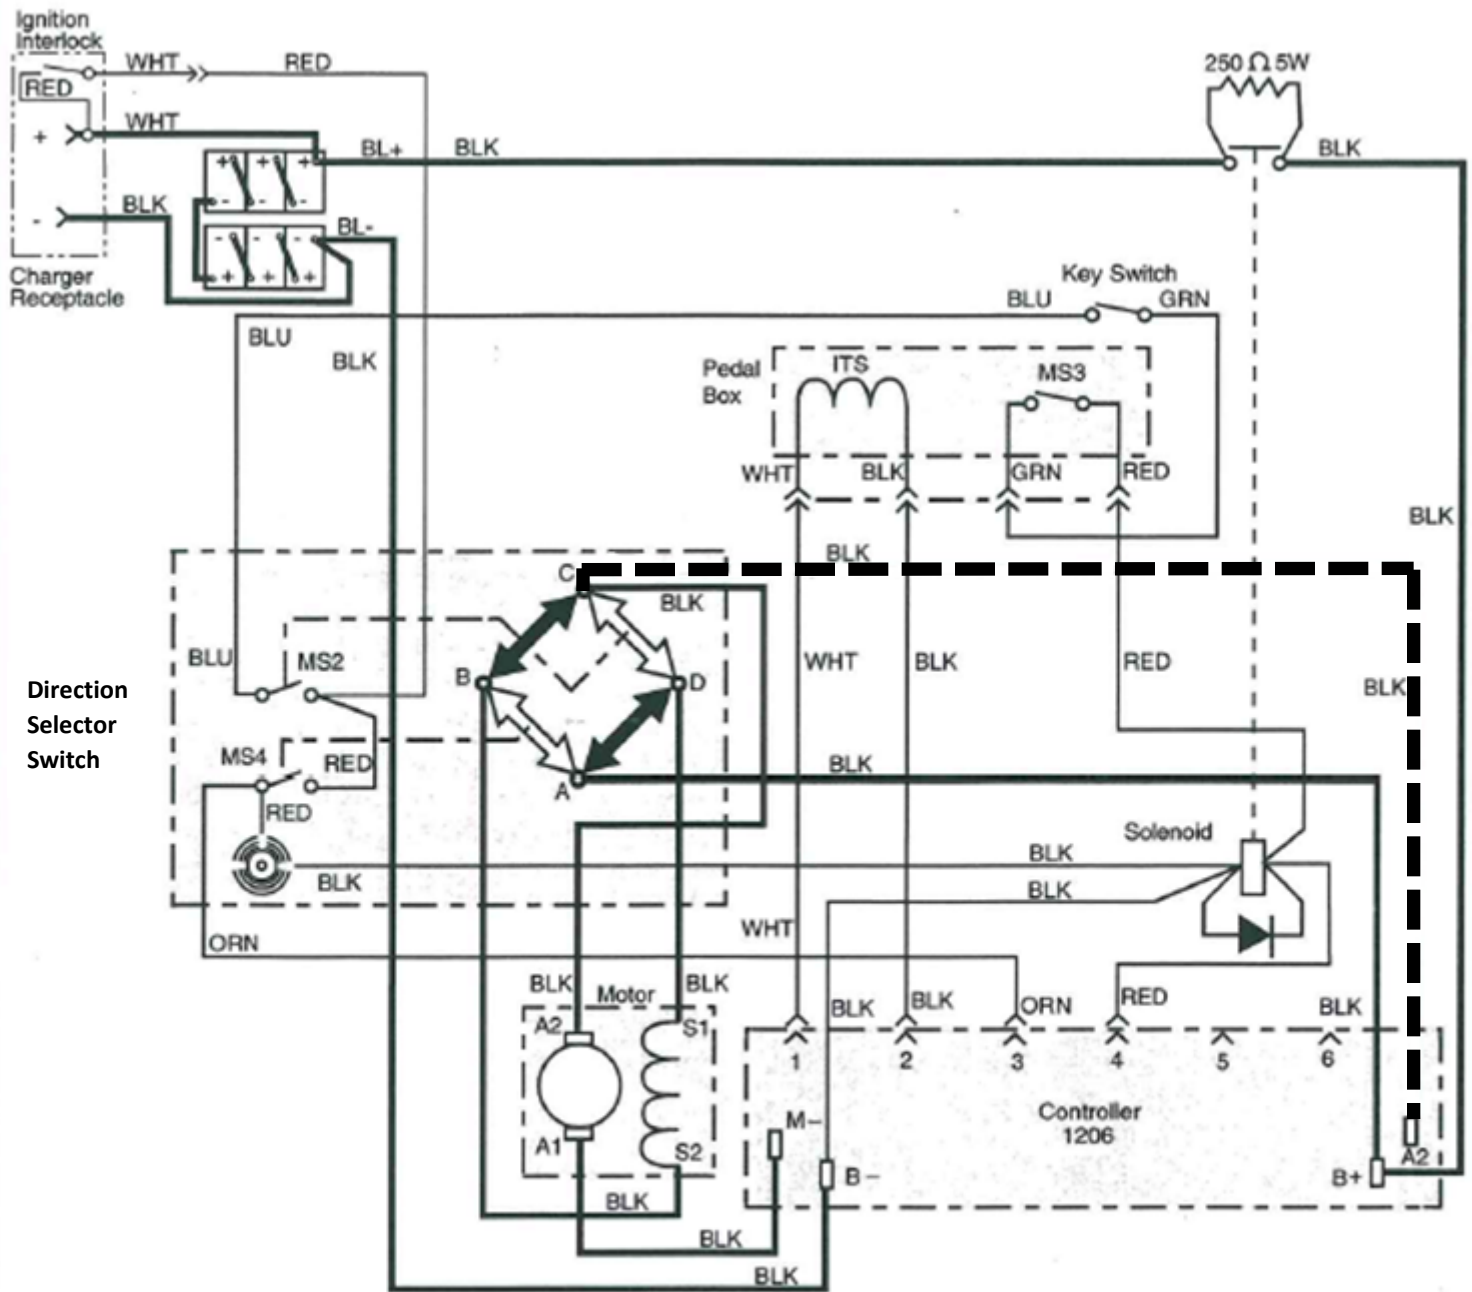 Ignition
Interlock
WHT
RED
RED
+
WHT
BL+
BLK
250 Ω 5W
BLK
+ + +
- - -
-
BLK
BL-
- - -
+ + +
Charger
Receptacle
Key Switch
BLU
GRN
BLU
BLK
Pedal
Box
ITS
MS3
WHT
BLK
GRN
RED
BLK
BLK
C
BLK
BLU
MS2
B
D
WHT
BLK
RED
BLK
Direction
Selector
Switch
MS4
RED
A
BLK
RED
Solenoid
BLK
BLK
BLK
WHT
ORN
BLK
Motor
BLK
BLK
BLK
ORN
RED
BLK
A2
S1
1
2
3
4
5
6
M-
Controller
1206
A1
S2
B-
B+
A2
BLK
BLK
BLK